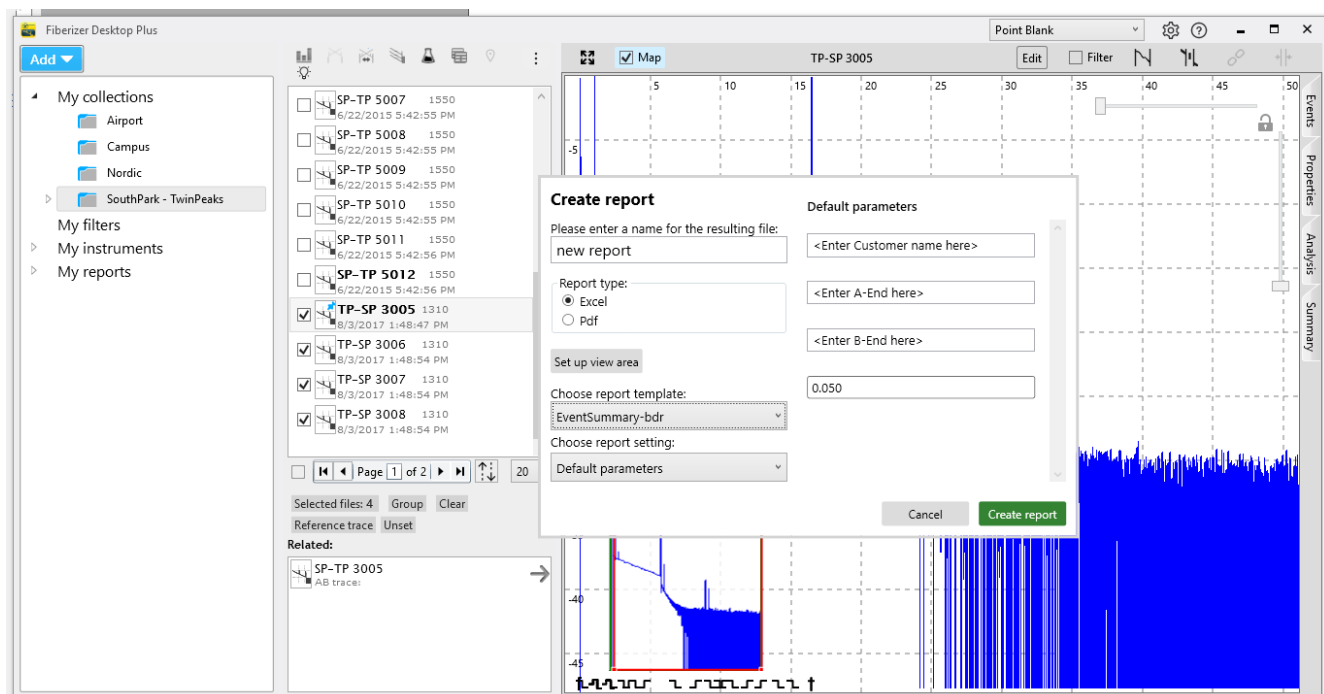 Fiberizer Desktop Plus
Point Blank
Add
Map
TP-SP 3005
Edit
Filter
My collections
Airport
Campus
Nordic
SouthPark - TwinPeaks
My filters
My instruments
My reports
SP-TP 5007 1550
6/22/2015 5:42:55 PM
SP-TP 5008 1550
6/22/2015 5:42:55 PM
SP-TP 5009 1550
6/22/2015 5:42:55 PM
SP-TP 5010 1550
6/22/2015 5:42:55 PM
SP-TP 5011 1550
6/22/2015 5:42:56 PM
SP-TP 5012 1550
6/22/2015 5:42:56 PM
TP-SP 3005 1310
8/3/2017 1:48:47 PM
TP-SP 3006 1310
8/3/2017 1:48:54 PM
TP-SP 3007 1310
8/3/2017 1:48:54 PM
TP-SP 3008 1310
8/3/2017 1:48:54 PM
Page 1 of 2
20
Selected files: 4 Group Clear
Reference trace Unset
Related:
SP-TP 3005
AB trace:
5 10 15 20 25 30 35 40 45 50
-5
-40
-45
Create report
Please enter a name for the resulting file:
new report
Report type:
Excel
Pdf
Set up view area
Choose report template:
EventSummary-bdr
Choose report setting:
Default parameters
Default parameters
<Enter Customer name here>
<Enter A-End here>
<Enter B-End here>
0.050
Cancel
Create report
Events
Properties
Analysis
Summary